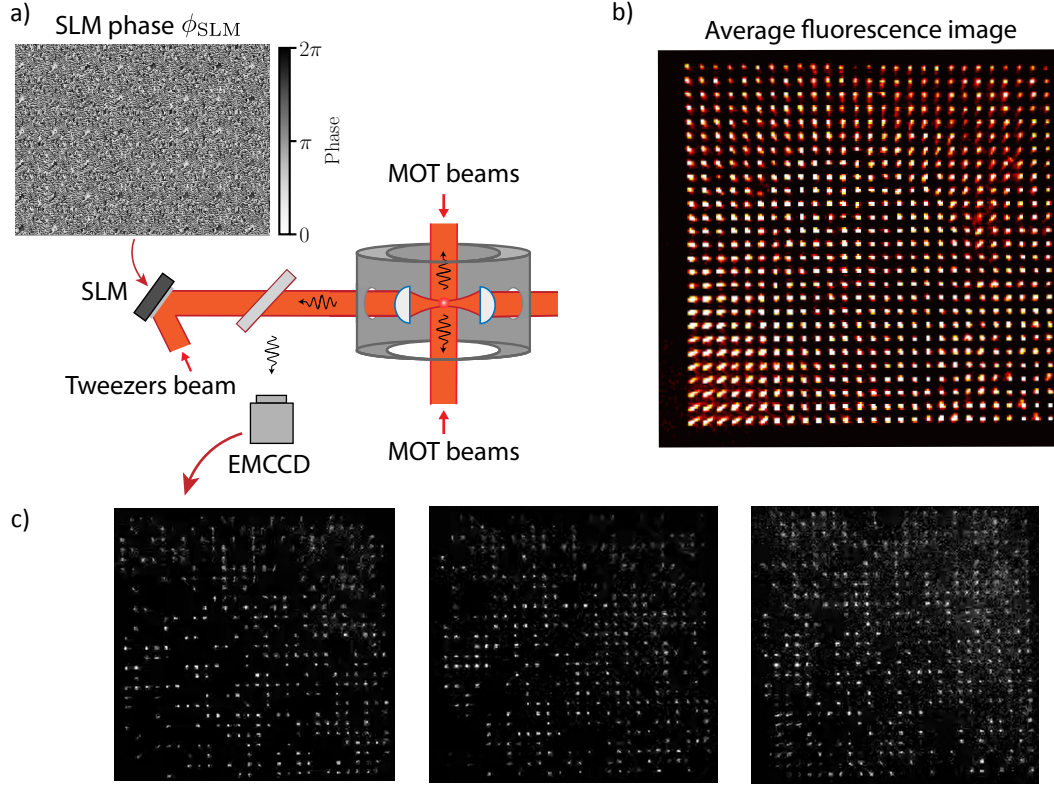 a)
SLM phase ϕSLM
2π
π
0
Phase
MOT beams
SLM
Tweezers beam
EMCCD
MOT beams
b)
Average fluorescence image
c)